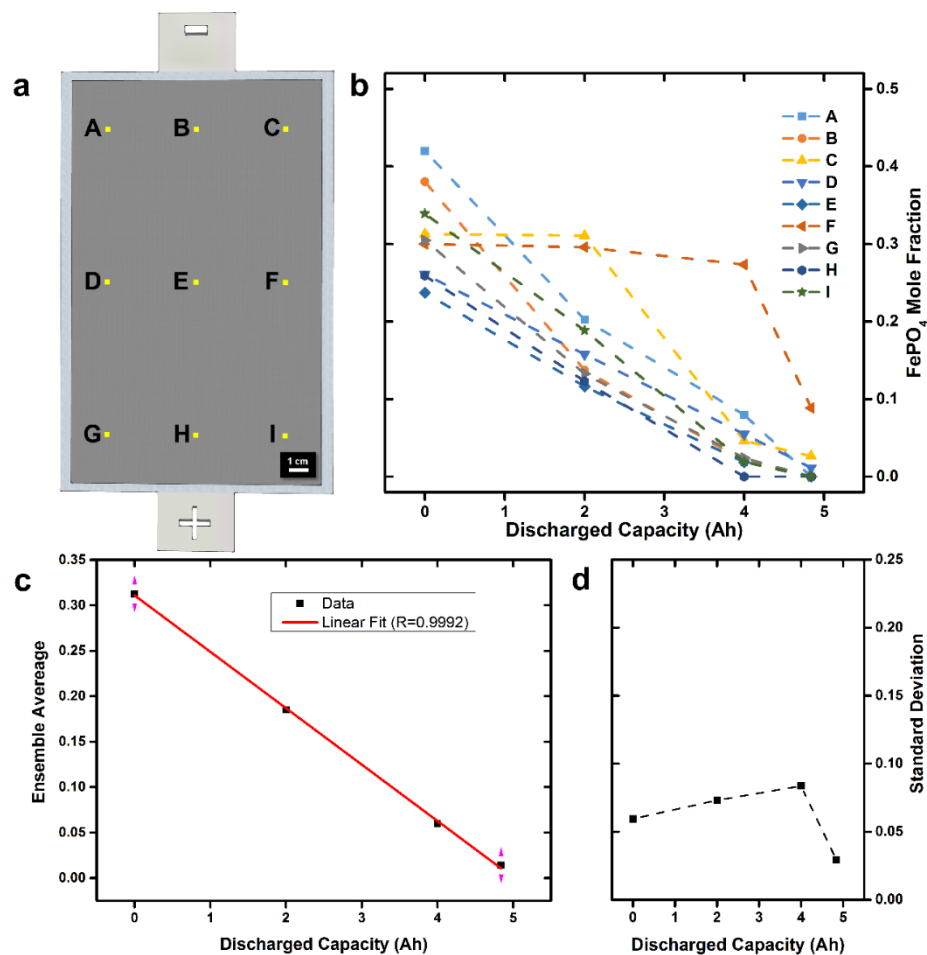 a
A
B
C
D
E
F
G
H
I
1 cm
b
0.5
0.4
0.3
0.2
0.1
0.0
FePO4 Mole Fraction
A
B
C
D
E
F
G
H
I
0 1 2 3 4 5
Discharged Capacity (Ah)
c
0.35
0.30
0.25
0.20
0.15
0.10
0.05
0.00
Ensemble Avereage
Data
Linear Fit (R=0.9992)
0 1 2 3 4 5
Discharged Capacity (Ah)
d
0.25
0.20
0.15
0.10
0.05
0.00
Standard Deviation
0 1 2 3 4 5
Discharged Capacity (Ah)